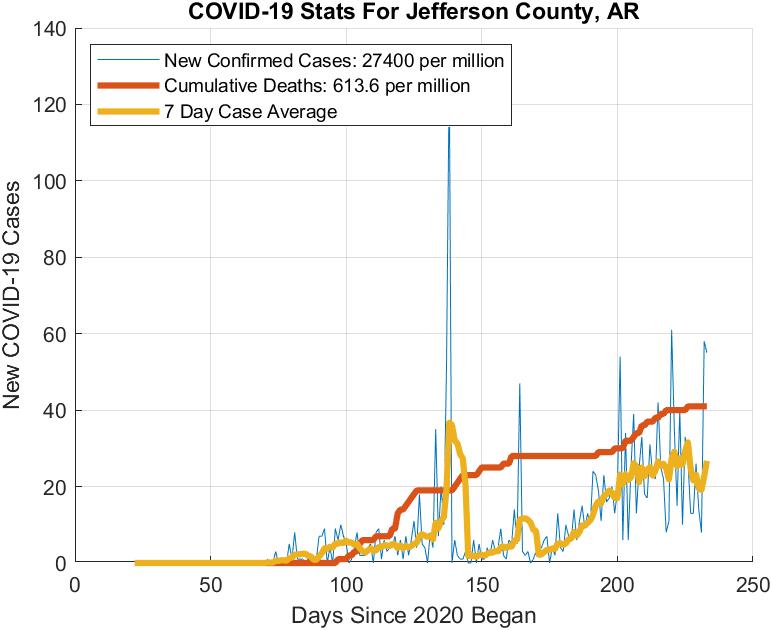 COVID-19 Stats For Jefferson County, AR
New Confirmed Cases: 27400 per million
Cumulative Deaths: 613.6 per million
7 Day Case Average
New COVID-19 Cases
140
120
100
80
60
40
20
0
0 50 100 150 200 250
Days Since 2020 Began